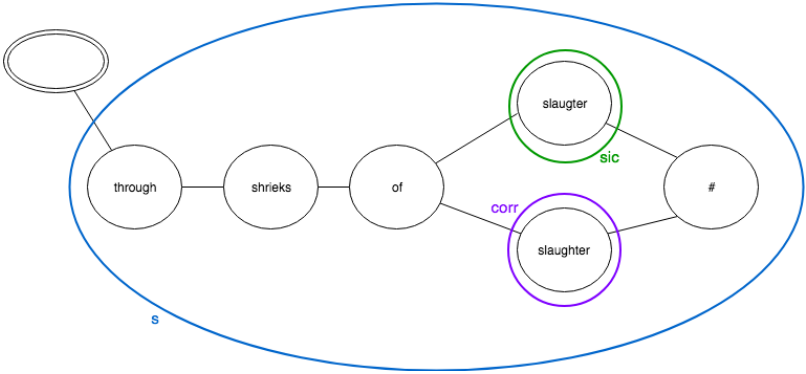 slaugter
sic
through shrieks of #
corr
slaughter
s